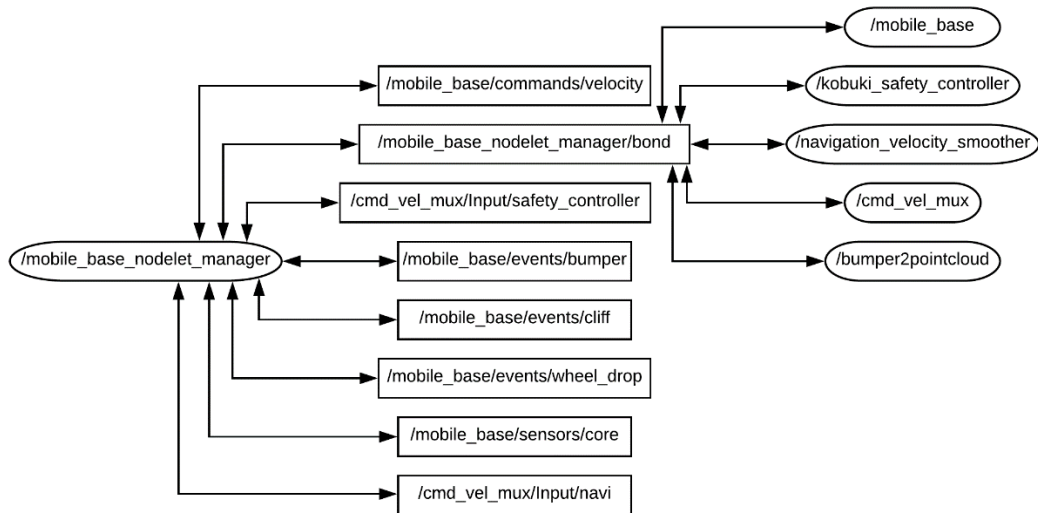 /mobile_base
/mobile_base/commands/velocity
/kobuki_safety_controller
/mobile_base_nodelet_manager/bond
/navigation_velocity_smoother
/cmd_vel_mux/Input/safety_controller
/cmd_vel_mux
/mobile_base_nodelet_manager
/mobile_base/events/bumper
/bumper2pointcloud
/mobile_base/events/cliff
/mobile_base/events/wheel_drop
/mobile_base/sensors/core
/cmd_vel_mux/Input/navi